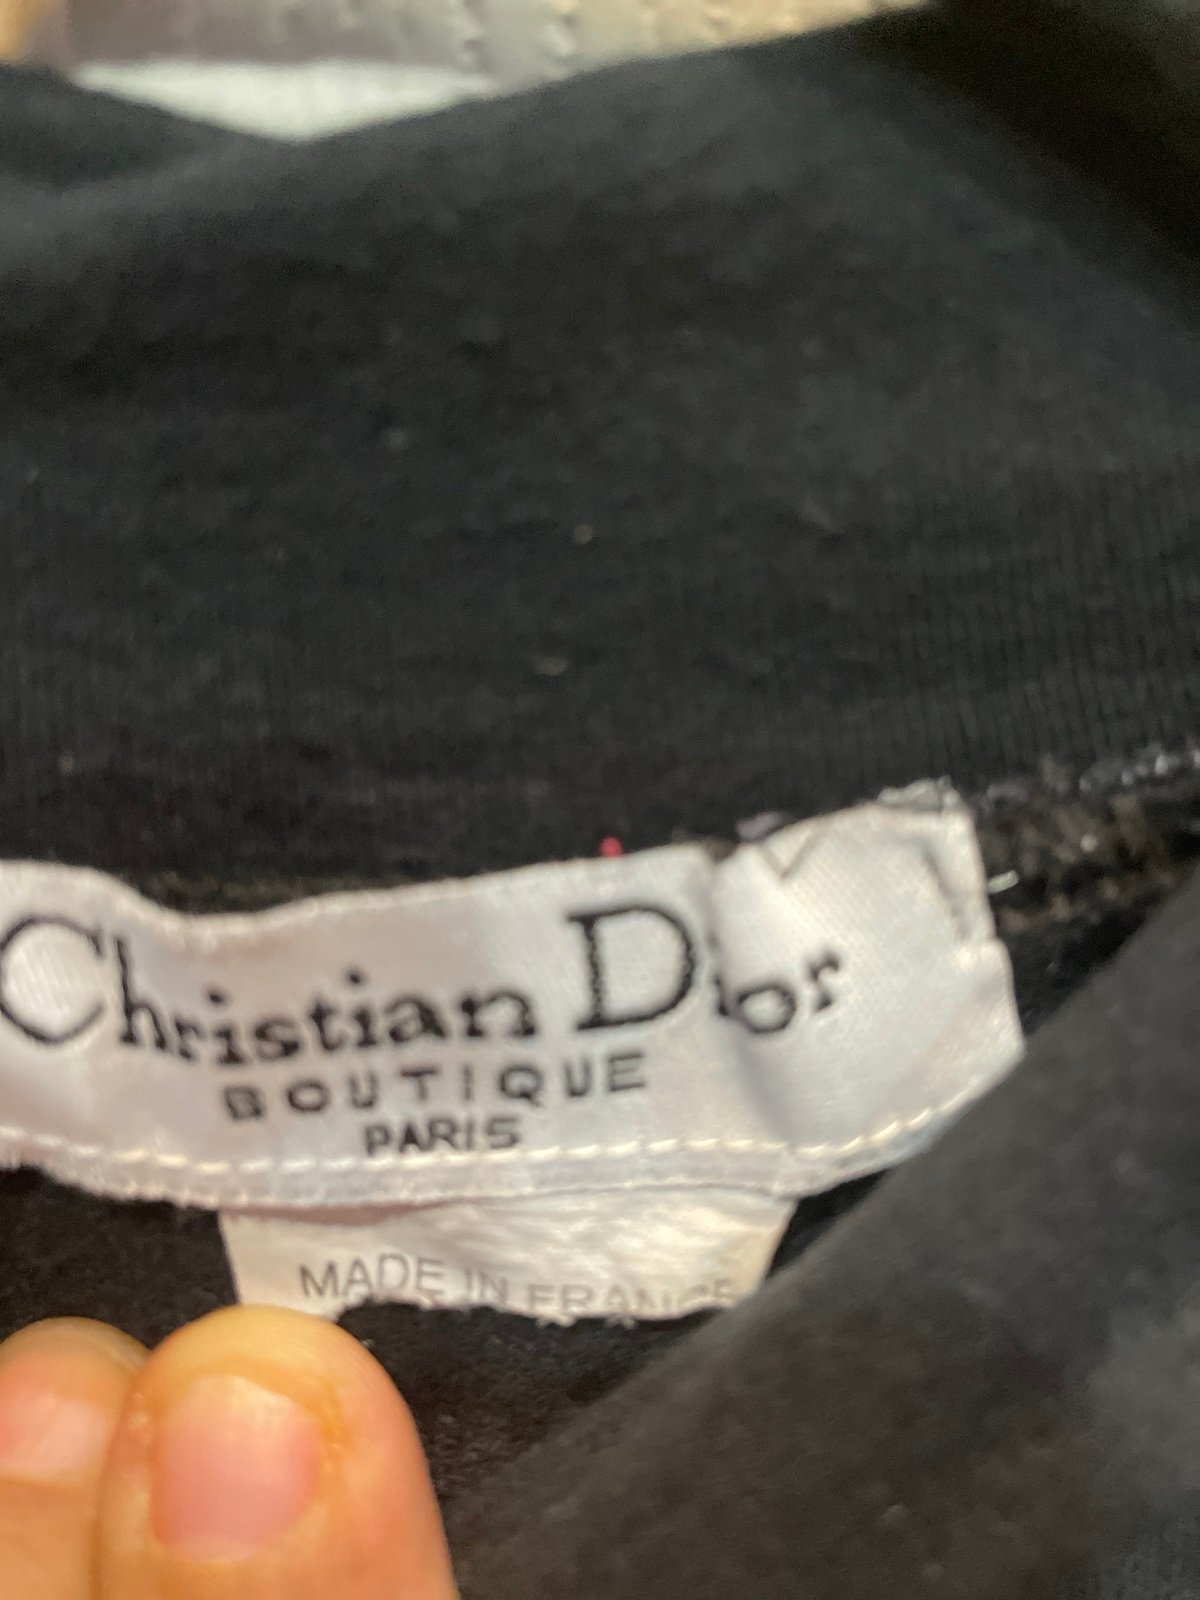 Christian Dior
BOUTIQUE
PARIS
MADE IN FRANCE